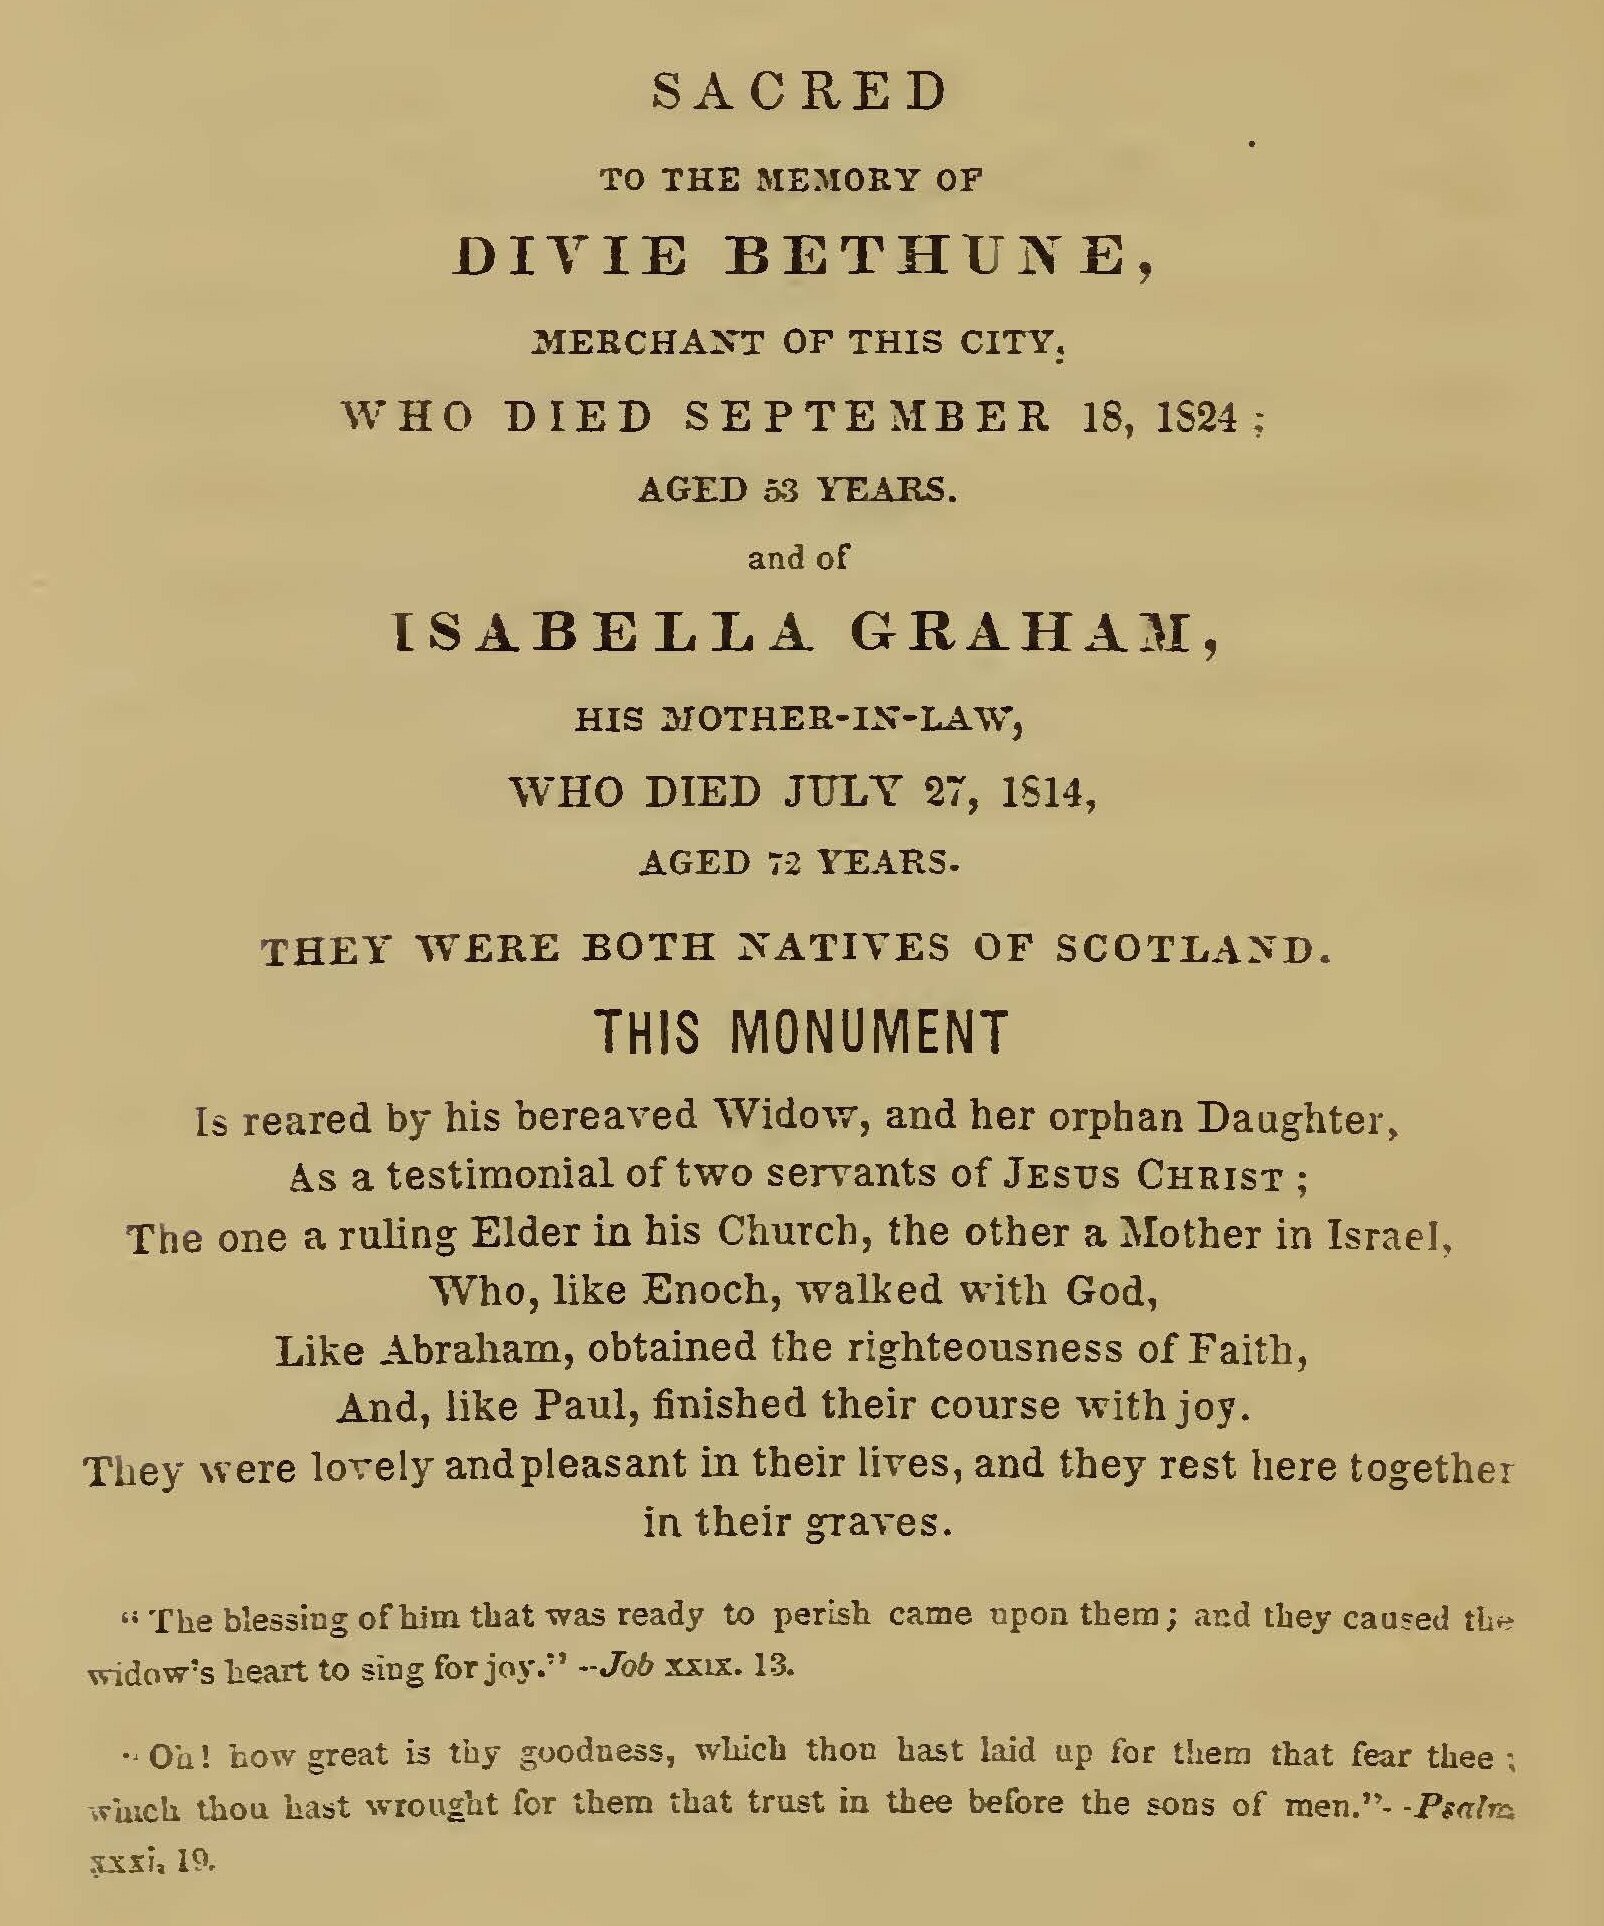 SACRED
TO THE MEMORY OF
DIVIE BETHUNE,
MERCHANT OF THIS CITY;
WHO DIED SEPTEMBER 18, 1824;
AGED 53 YEARS.
and of
ISABELLA GRAHAM,
HIS MOTHER-IN-LAW,
WHO DIED JULY 27, 1814,
AGED 72 YEARS.
THEY WERE BOTH NATIVES OF SCOTLAND.
THIS MONUMENT
Is reared by his bereaved Widow, and her orphan Daughter,
As a testimonial of two servants of JESUS CHRIST;
The one a ruling Elder in his Church, the other a Mother in Israel,
Who, like Enoch, walked with God,
Like Abraham, obtained the righteousness of Faith,
And, like Paul, finished their course with joy.
They were lovely and pleasant in their lives, and they rest here together
in their graves.
"The blessing of him that was ready to perish came upon them; and they caused the
widow's heart to sing for joy." --Job XXIX. 13.
"Oh! how great is thy goodness, which thou hast laid up for them that fear thee;
which thou hast wrought for them that trust in thee before the sons of men."--Psalm
xxxi, 19.